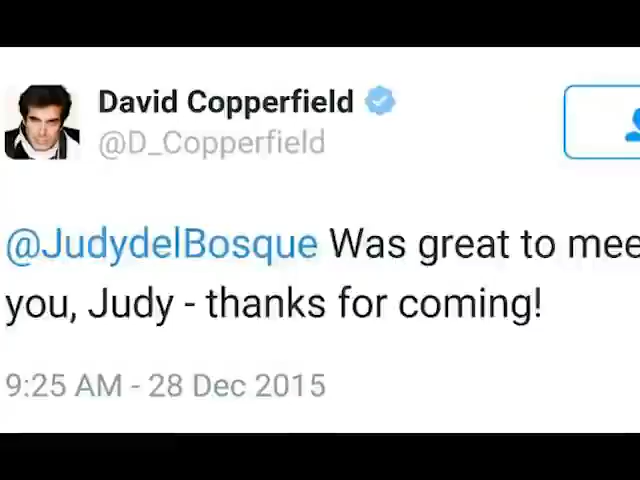 David Copperfield
@D_Copperfield
@JudydelBosque Was great to mee
you, Judy - thanks for coming!
9:25 AM - 28 Dec 2015